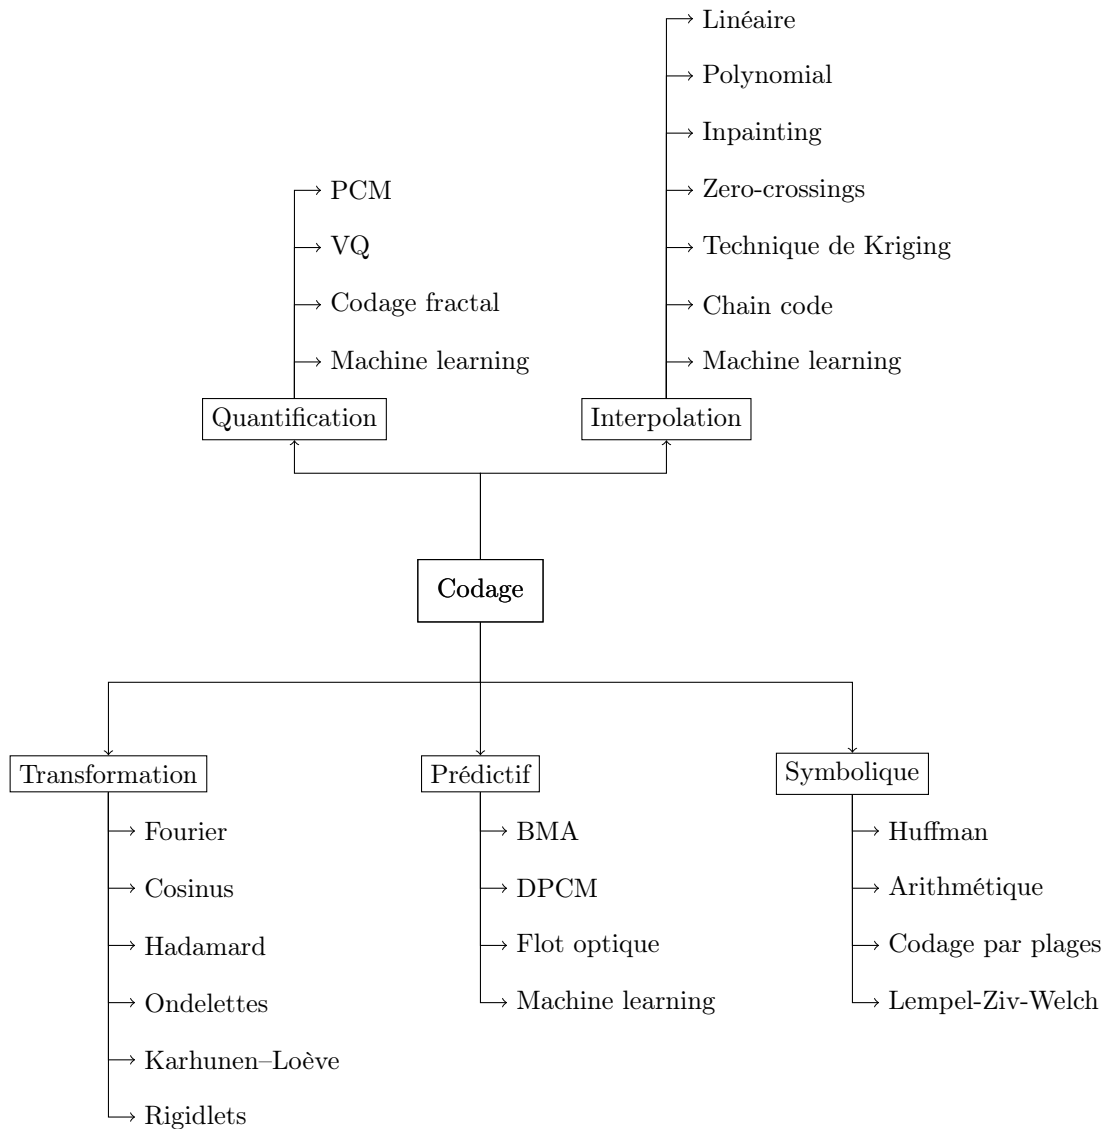 Linéaire
Polynomial
Inpainting
Zero-crossings
Technique de Kriging
Chain code
Machine learning
Interpolation
PCM
VQ
Codage fractal
Machine learning
Quantification
Codage
Transformation
Fourier
Cosinus
Hadamard
Ondelettes
Karhunen–Loève
Rigidlets
Prédictif
BMA
DPCM
Flot optique
Machine learning
Symbolique
Huffman
Arithmétique
Codage par plages
Lempel-Ziv-Welch